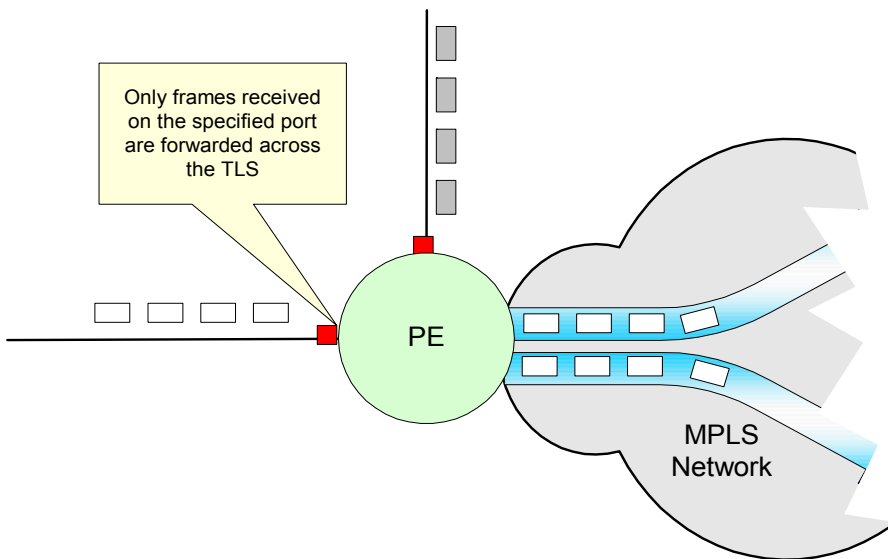 Only frames received
on the specified port
are forwarded across
the TLS
PE
MPLS
Network